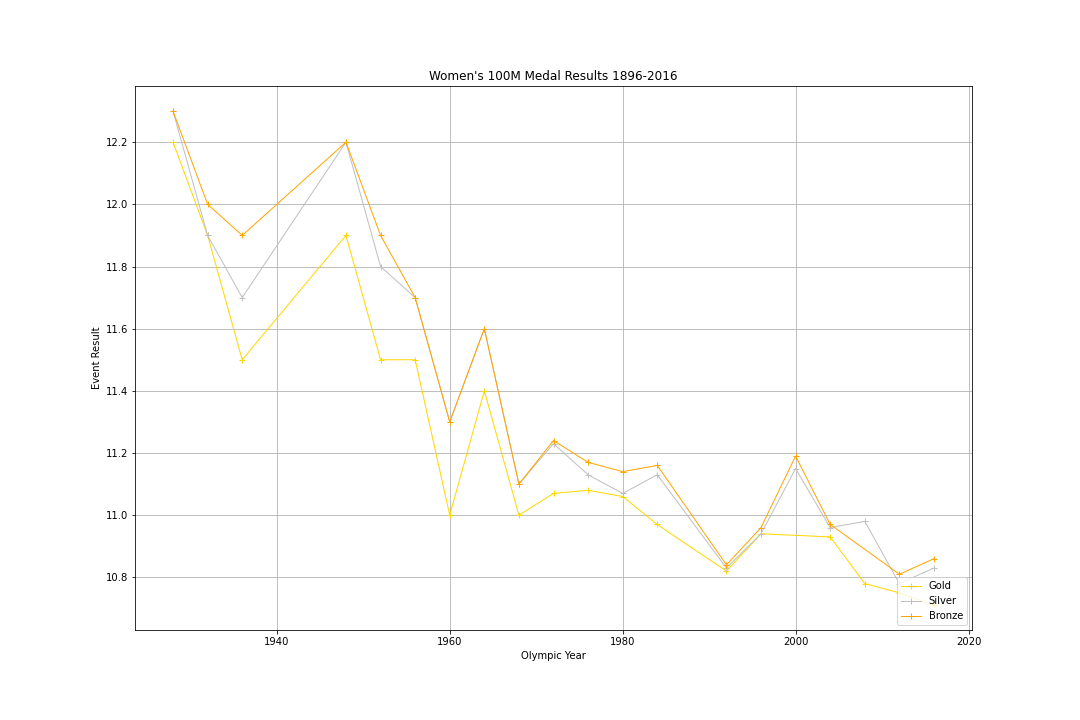 Women's 100M Medal Results 1896-2016
Event Result
12.2
12.0
11.8
11.6
11.4
11.2
11.0
10.8
1940
1960
1980
2000
2020
Olympic Year
Gold
Silver
Bronze